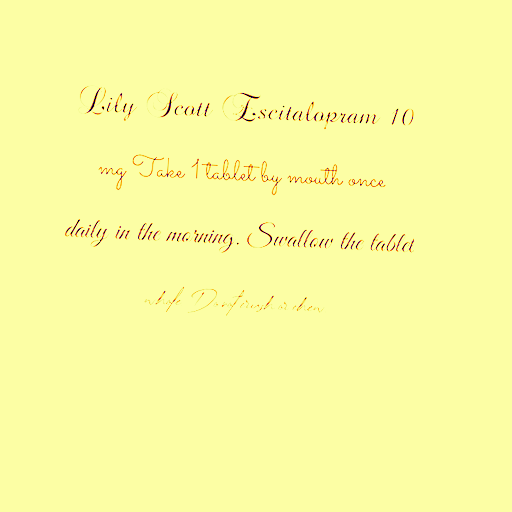 Lily Scott Escitalopram 10
mg Take 1 tablet by mouth once
daily in the morning. Swallow the tablet
whole Do not crush or chew